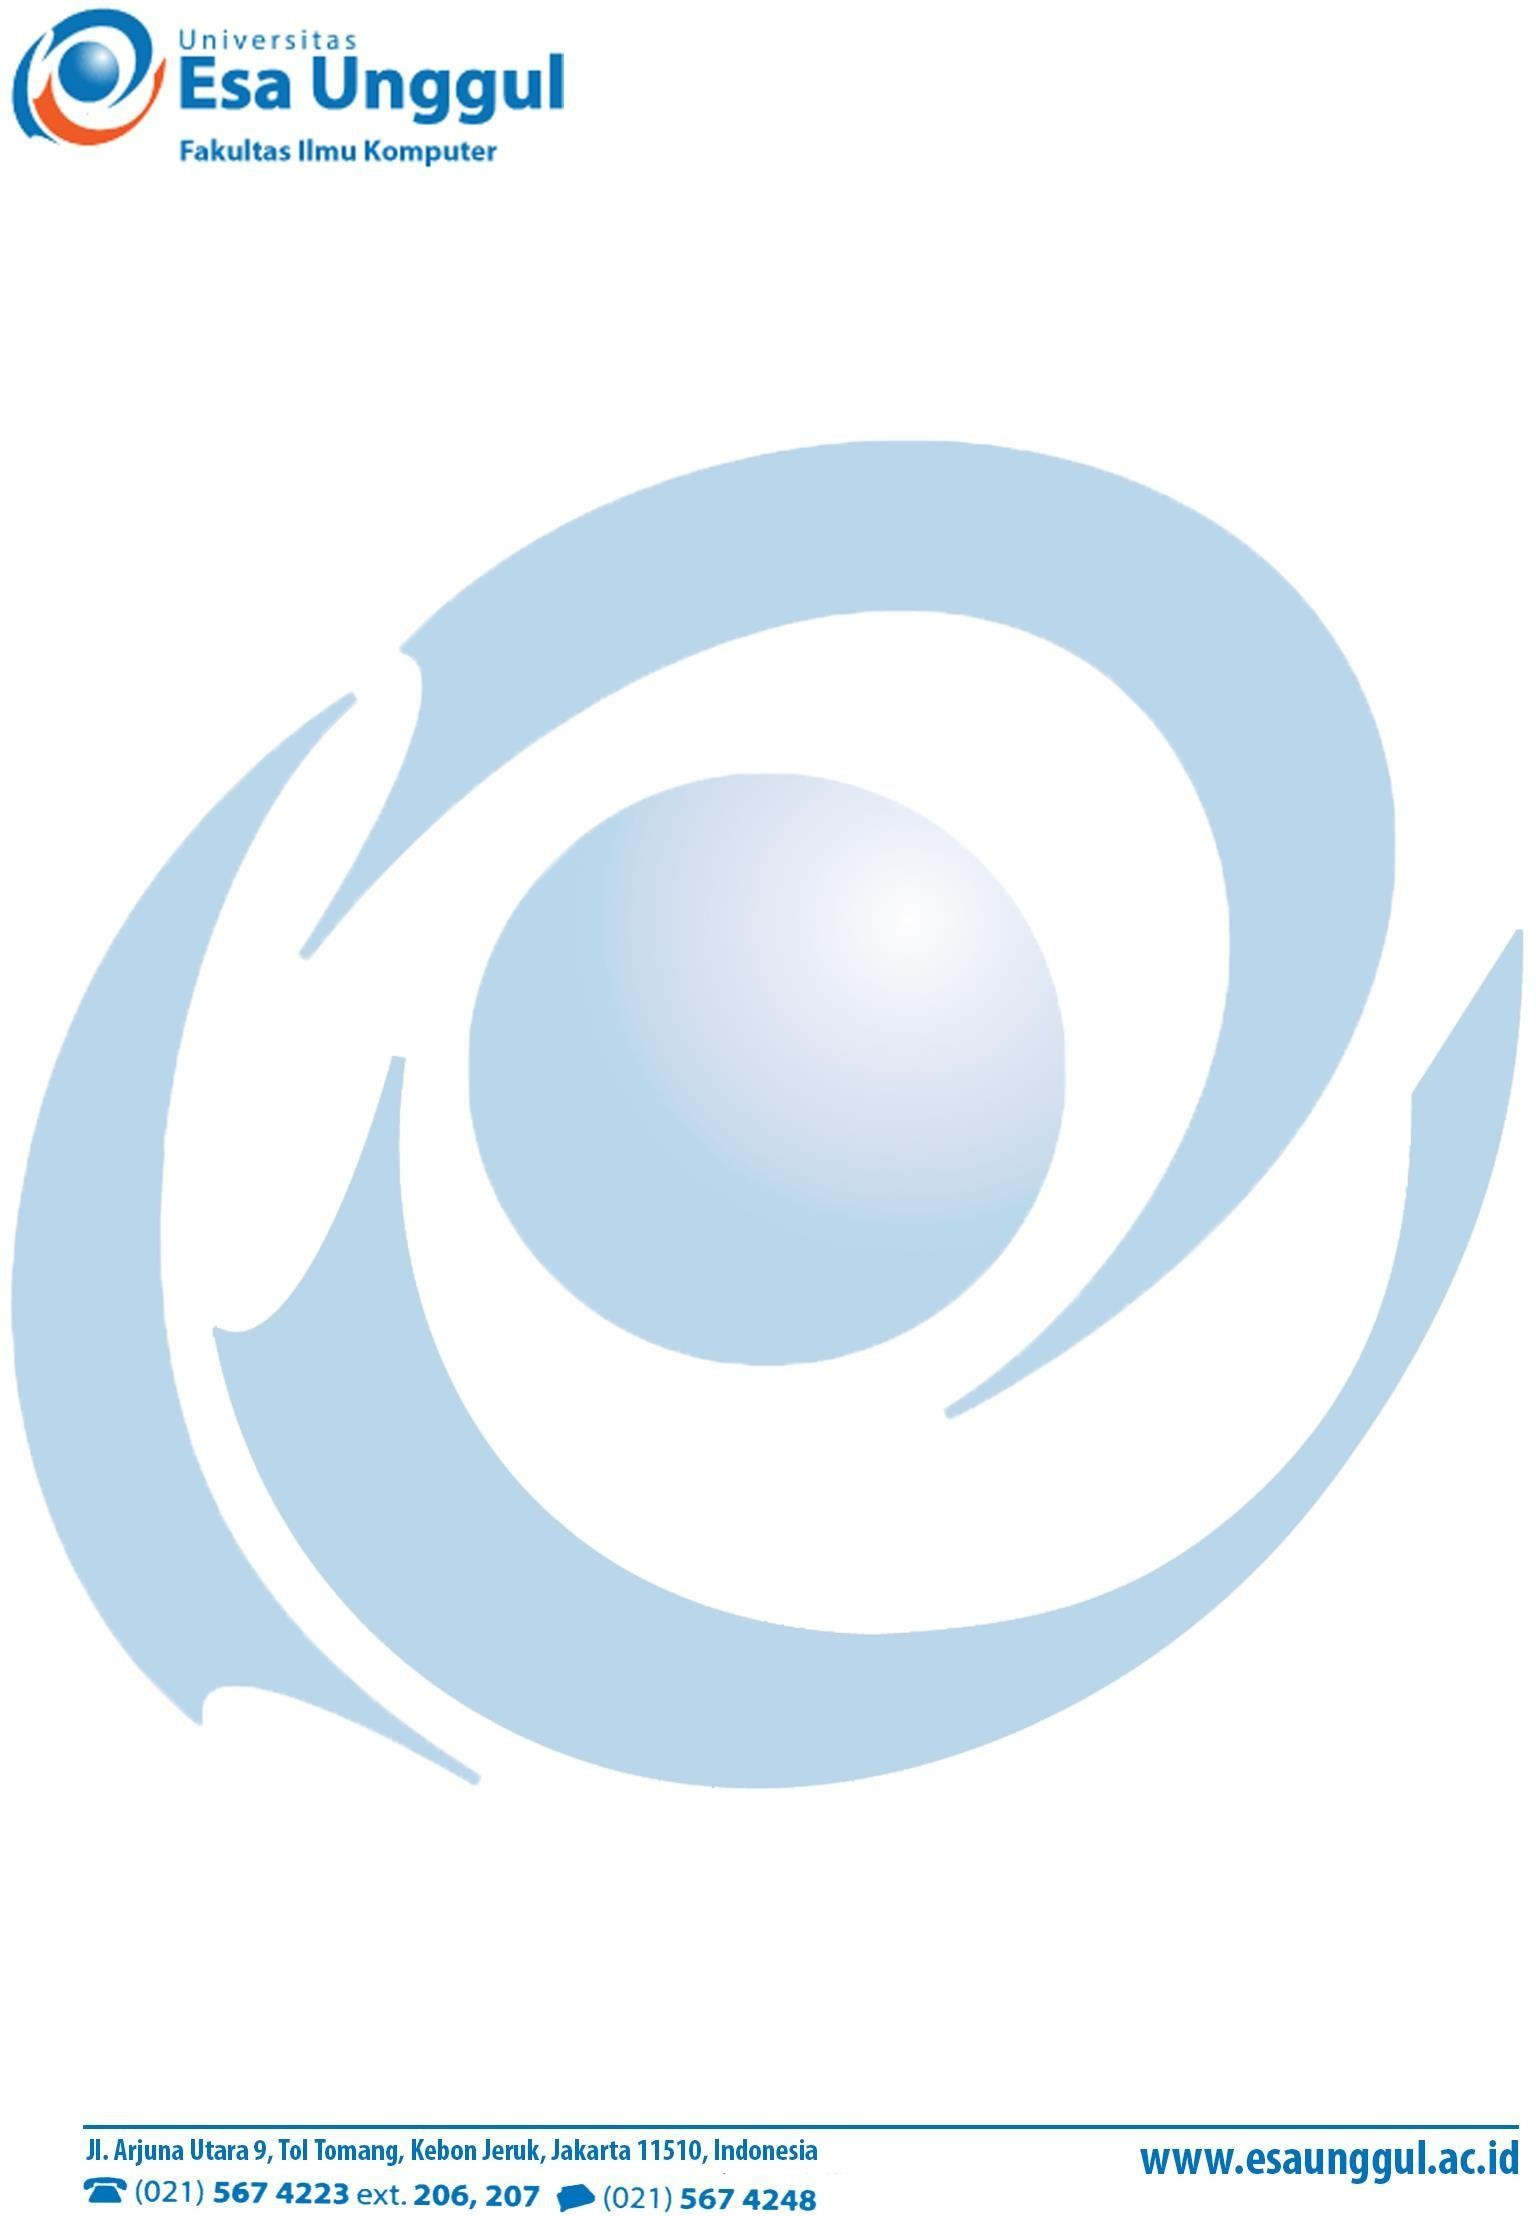 Universitas
Esa Unggul
Fakultas Ilmu Komputer
Jl. Arjuna Utara 9, Tol Tomang, Kebon Jeruk, Jakarta 11510, Indonesia
www.esaunggul.ac.id
(021) 567 4223 ext. 206, 207 (021) 567 4248